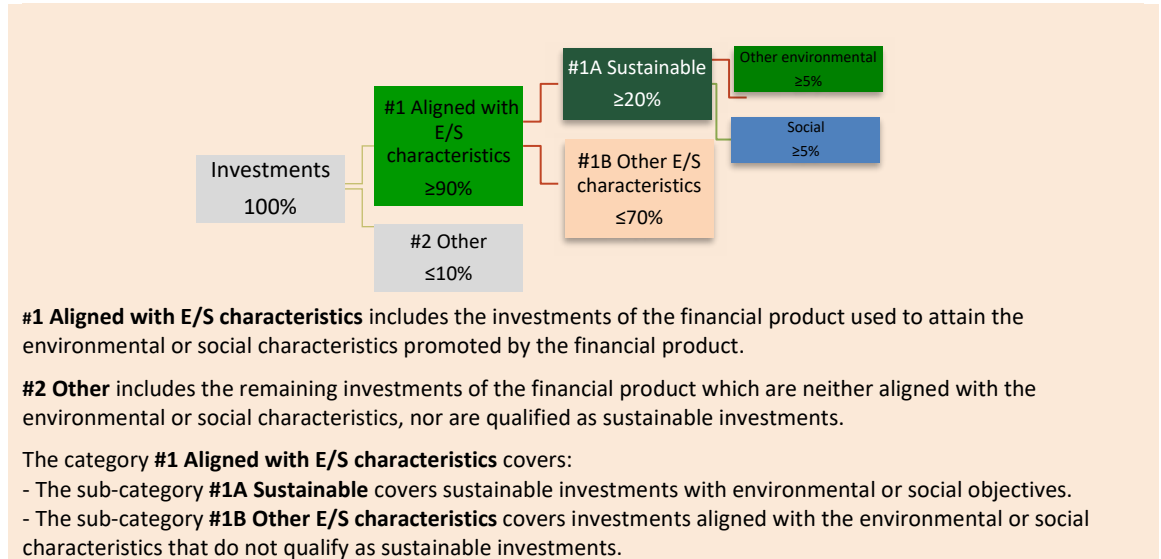 Investments
100%
#1 Aligned with
E/S
characteristics
≥90%
#2 Other
≤10%
#1A Sustainable
≥20%
#1B Other E/S
characteristics
≤70%
Other environmental
≥5%
Social
≥5%
#1 Aligned with E/S characteristics includes the investments of the financial product used to attain the
environmental or social characteristics promoted by the financial product.
#2 Other includes the remaining investments of the financial product which are neither aligned with the
environmental or social characteristics, nor are qualified as sustainable investments.
The category #1 Aligned with E/S characteristics covers:
- The sub-category #1A Sustainable covers sustainable investments with environmental or social objectives.
- The sub-category #1B Other E/S characteristics covers investments aligned with the environmental or social
characteristics that do not qualify as sustainable investments.